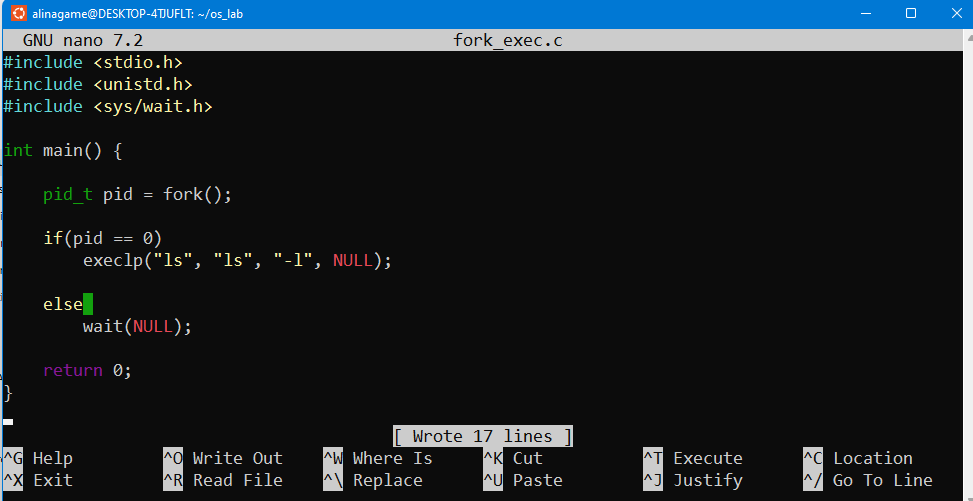 alinagame@DESKTOP-4TJUFLT: ~/os_lab
GNU nano 7.2 fork_exec.c
#include <stdio.h>
#include <unistd.h>
#include <sys/wait.h>
int main() {
    pid_t pid = fork();
    if(pid == 0)
        execlp("ls", "ls", "-l", NULL);
    else
        wait(NULL);
    return 0;
}
[ Wrote 17 lines ]
^G Help ^O Write Out ^W Where Is ^K Cut ^T Execute ^C Location
^X Exit ^R Read File ^\ Replace ^U Paste ^J Justify ^/ Go To Line